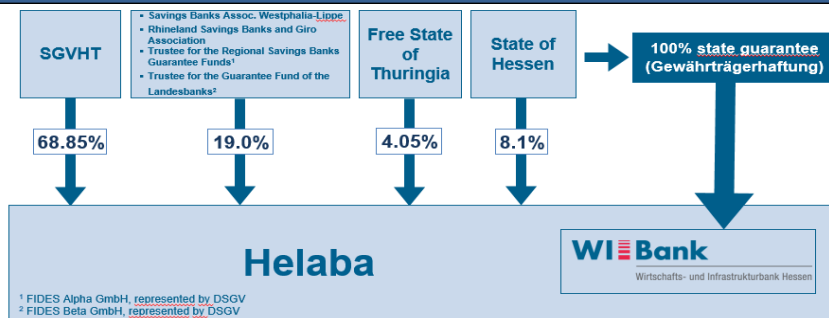 SGVHT
▪ Savings Banks Assoc. Westphalia-Lippe
▪ Rhineland Savings Banks and Giro
Association
▪ Trustee for the Regional Savings Banks
Guarantee Funds¹
▪ Trustee for the Guarantee Fund of the
Landesbanks²
Free State
of
Thuringia
State of
Hessen
100% state guarantee
(Gewährträgerhaftung)
68.85%
19.0%
4.05%
8.1%
Helaba
WIBank
Wirtschafts- und Infrastrukturbank Hessen
¹ FIDES Alpha GmbH, represented by DSGV
² FIDES Beta GmbH, represented by DSGV